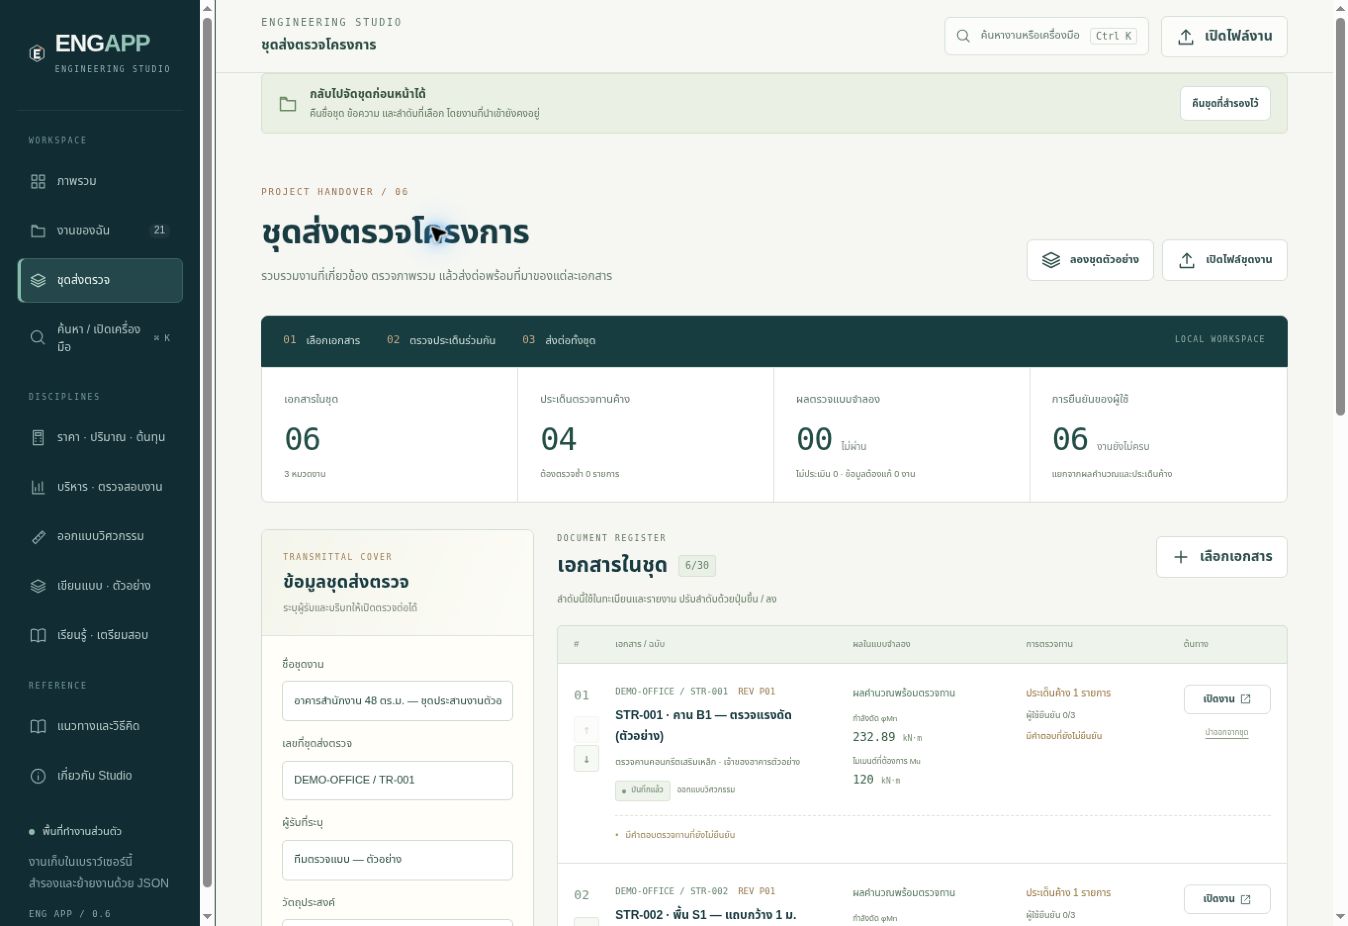 ENGAPP
ENGINEERING STUDIO
WORKSPACE
ภาพรวม
งานของฉัน 21
ชุดส่งตรวจ
ค้นหา / เปิดเครื่อง
มือ ⌘ K
DISCIPLINES
ราคา · ปริมาณ · ต้นทุน
บริหาร · ตรวจสอบงาน
ออกแบบวิศวกรรม
เขียนแบบ · ตัวอย่าง
เรียนรู้ · เตรียมสอบ
REFERENCE
แนวทางและวิธีคิด
เกี่ยวกับ Studio
พื้นที่ทำงานส่วนตัว
งานเก็บในเบราว์เซอร์นี้
สำรองและย้ายงานด้วย JSON
ENG APP / 0.6
ENGINEERING STUDIO
ชุดส่งตรวจโครงการ
ค้นหางานหรือเครื่องมือ Ctrl K
เปิดไฟล์งาน
กลับไปจัดชุดก่อนหน้าได้
คืนชื่อชุด ข้อความ และลำดับที่เลือก โดยงานที่นำเข้ายังคงอยู่
คืนชุดที่สำรองไว้
PROJECT HANDOVER / 06
ชุดส่งตรวจโครงการ
รวบรวมงานที่เกี่ยวข้อง ตรวจภาพรวม แล้วส่งต่อพร้อมที่มาของแต่ละเอกสาร
ลองชุดตัวอย่าง
เปิดไฟล์ชุดงาน
01 เลือกเอกสาร 02 ตรวจประเด็นร่วมกัน 03 ส่งต่อทั้งชุด LOCAL WORKSPACE
เอกสารในชุด
06
3 หมวดงาน
ประเด็นตรวจทานค้าง
04
ต้องตรวจซ้ำ 0 รายการ
ผลตรวจแบบจำลอง
00 ไม่ผ่าน
ไม่ประเมิน 0 · ข้อมูลต้องแก้ 0 งาน
การยืนยันของผู้ใช้
06 งานยังไม่ครบ
แยกจากผลคำนวณและประเด็นค้าง
TRANSMITTAL COVER
ข้อมูลชุดส่งตรวจ
ระบุผู้รับและบริบทให้เปิดตรวจต่อได้
ชื่อชุดงาน
อาคารสำนักงาน 48 ตร.ม. — ชุดประสานงานตัวอ
เลขที่ชุดส่งตรวจ
DEMO-OFFICE / TR-001
ผู้รับที่ระบุ
ทีมตรวจแบบ — ตัวอย่าง
วัตถุประสงค์
DOCUMENT REGISTER
เอกสารในชุด 6/30
เลือกเอกสาร
ลำดับนี้ใช้ในทะเบียนและรายงาน ปรับลำดับด้วยปุ่มขึ้น / ลง
# เอกสาร / ฉบับ ผลในแบบจำลอง การตรวจทาน ต้นทาง
01
↑
↓
DEMO-OFFICE / STR-001 REV P01
STR-001 · คาน B1 — ตรวจแรงดัด
(ตัวอย่าง)
ตรวจคานคอนกรีตเสริมเหล็ก · เจ้าของอาคารตัวอย่าง
บันทึกแล้ว ออกแบบวิศวกรรม
ผลคำนวณพร้อมตรวจทาน
กำลังดัด φMn
232.89 kN·m
โมเมนต์ที่ต้องการ Mu
120 kN·m
ประเด็นค้าง 1 รายการ
ผู้ใช้ยืนยัน 0/3
มีคำตอบที่ยังไม่ยืนยัน
เปิดงาน
นำออกจากชุด
• มีคำตอบตรวจทานที่ยังไม่ยืนยัน
02
DEMO-OFFICE / STR-002 REV P01
STR-002 · พื้น S1 — แถบกว้าง 1 ม.
ผลคำนวณพร้อมตรวจทาน
กำลังดัด φMn
ประเด็นค้าง 1 รายการ
ผู้ใช้ยืนยัน 0/3
เปิดงาน